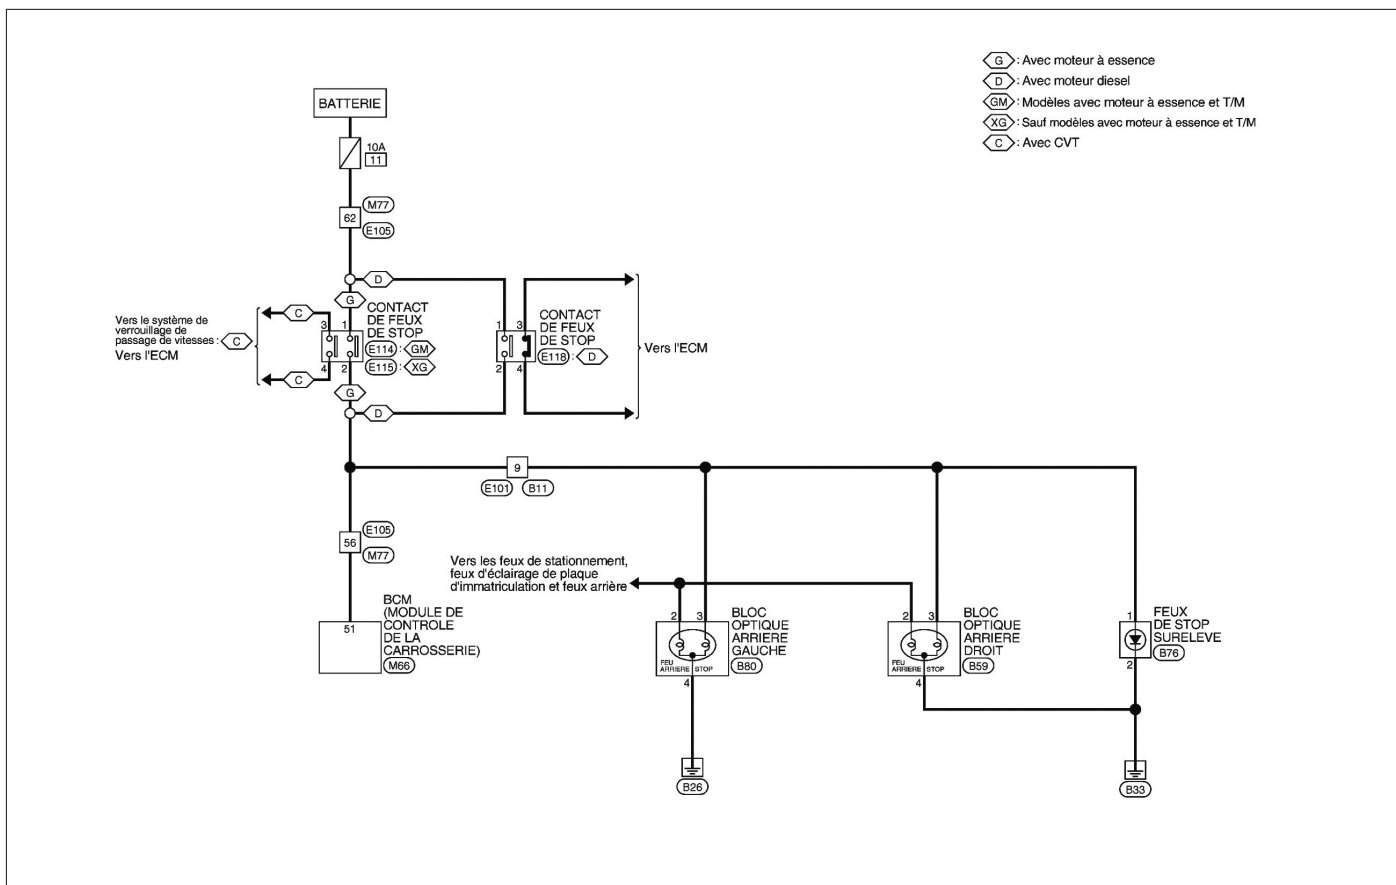 G : Avec moteur à essence
D : Avec moteur diesel
GM : Modèles avec moteur à essence et T/M
XG : Sauf modèles avec moteur à essence et T/M
C : Avec CVT
BATTERIE
10A
11
M77
62
E105
D
G
C
Vers le système de
verrouillage de
passage de vitesses : C
Vers l'ECM
3 1
CONTACT
DE FEUX
DE STOP
E114 : GM
E115 : XG
4 2
C
G
D
1 3
CONTACT
DE FEUX
DE STOP
E118 : D
2 4
Vers l'ECM
9
E101 B11
E105
56
M77
51
BCM
(MODULE DE
CONTROLE
DE LA
CARROSSERIE)
M66
Vers les feux de stationnement,
feux d'éclairage de plaque
d'immatriculation et feux arrière
2 3
BLOC
OPTIQUE
ARRIERE
GAUCHE
B80
FEU
ARRIERE STOP
4
B26
2 3
BLOC
OPTIQUE
ARRIERE
DROIT
B59
FEU
ARRIERE STOP
4
1
FEUX
DE STOP
SURELEVE
B76
2
B33